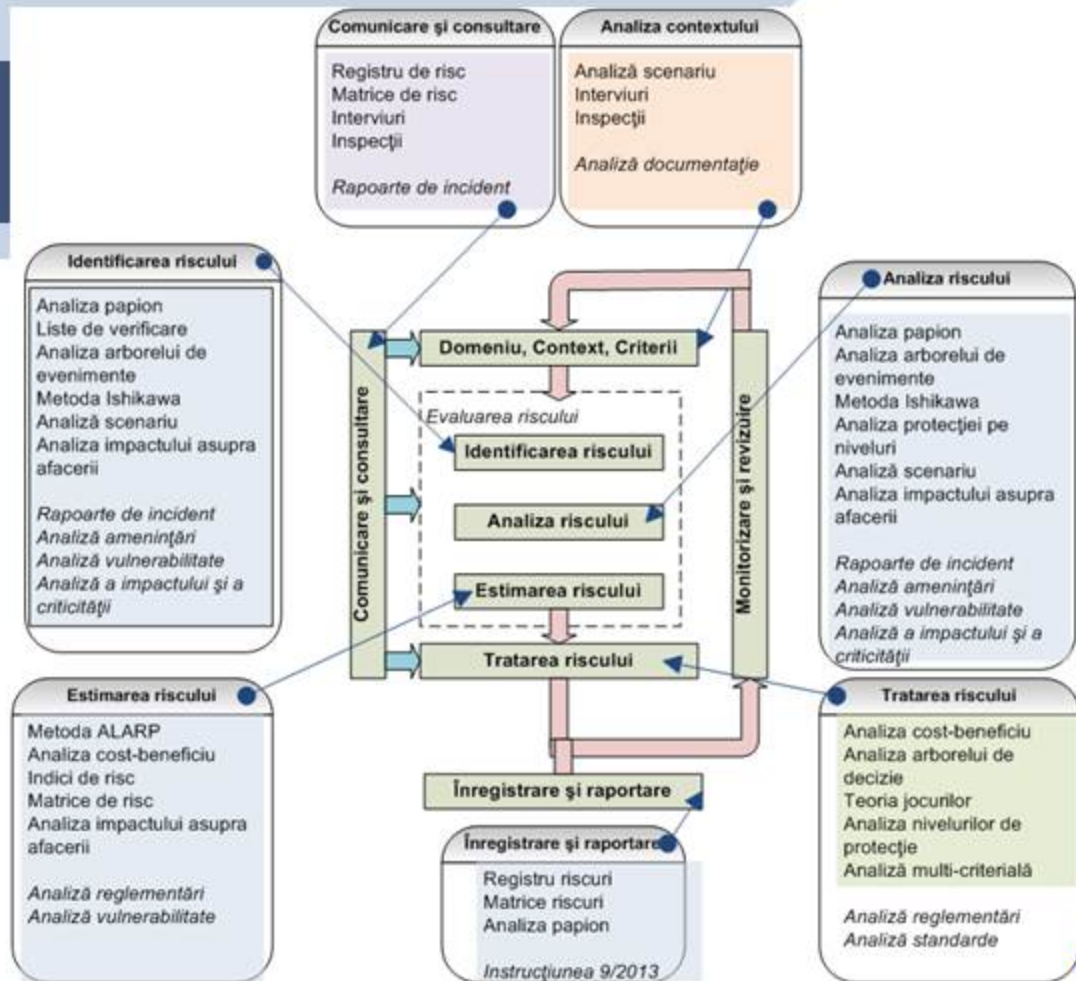 Comunicare şi consultare
Registru de risc
Matrice de risc
Interviuri
Inspecţii
Rapoarte de incident
Analiza contextului
Analiză scenariu
Interviuri
Inspecţii
Analiză documentaţie
Identificarea riscului
Analiza papion
Liste de verificare
Analiza arborelui de
evenimente
Metoda Ishikawa
Analiză scenariu
Analiza impactului asupra
afacerii
Rapoarte de incident
Analiză ameninţări
Analiză vulnerabilitate
Analiză a impactului şi a
criticităţii
Comunicare şi consultare
Domeniu, Context, Criterii
Evaluarea riscului
Identificarea riscului
Analiza riscului
Estimarea riscului
Tratarea riscului
Înregistrare şi raportare
Monitorizare şi revizuire
Analiza riscului
Analiza papion
Analiza arborelui de
evenimente
Metoda Ishikawa
Analiza protecţiei pe
niveluri
Analiză scenariu
Analiza impactului asupra
afacerii
Rapoarte de incident
Analiză ameninţări
Analiză vulnerabilitate
Analiză a impactului şi a
criticităţii
Estimarea riscului
Metoda ALARP
Analiza cost-beneficiu
Indici de risc
Matrice de risc
Analiza impactului asupra
afacerii
Analiză reglementări
Analiză vulnerabilitate
Înregistrare şi raportare
Registru riscuri
Matrice riscuri
Analiza papion
Instrucţiunea 9/2013
Tratarea riscului
Analiza cost-beneficiu
Analiza arborelui de
decizie
Teoria jocurilor
Analiza nivelurilor de
protecţie
Analiză multi-criterială
Analiză reglementări
Analiză standarde